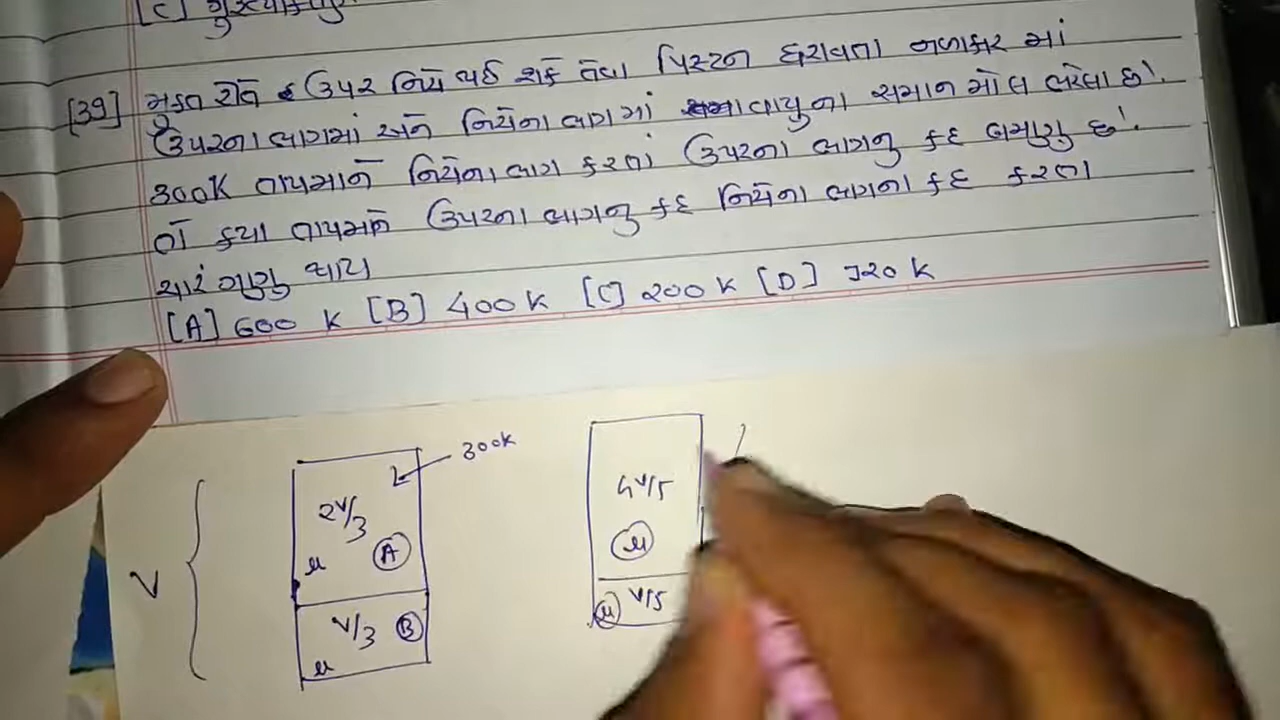 [C]
[39] મુક્ત રીતે ઉપર નિચે થઈ શકે તેવા પિસ્ટન ધરાવતા નળાકાર માં
ઉપરના ભાગમાં અને નિચેના ભાગમાં વાયુના સમાન મોલ ભરેલા છે.
300K તાપમાને નિચેના ભાગ કરતાં ઉપરના ભાગનુ કદ બમણુ છે.
તો કયા તાપમાને ઉપરના ભાગનુ કદ નિચેના ભાગના કદ કરતા
ચાર ગણુ થાય
[A] 600 K [B] 400 K [C] 200 K [D] 720 K
300K
V
2V/3
μ
A
V/3
B
μ
4V/5
μ
μ
V/5